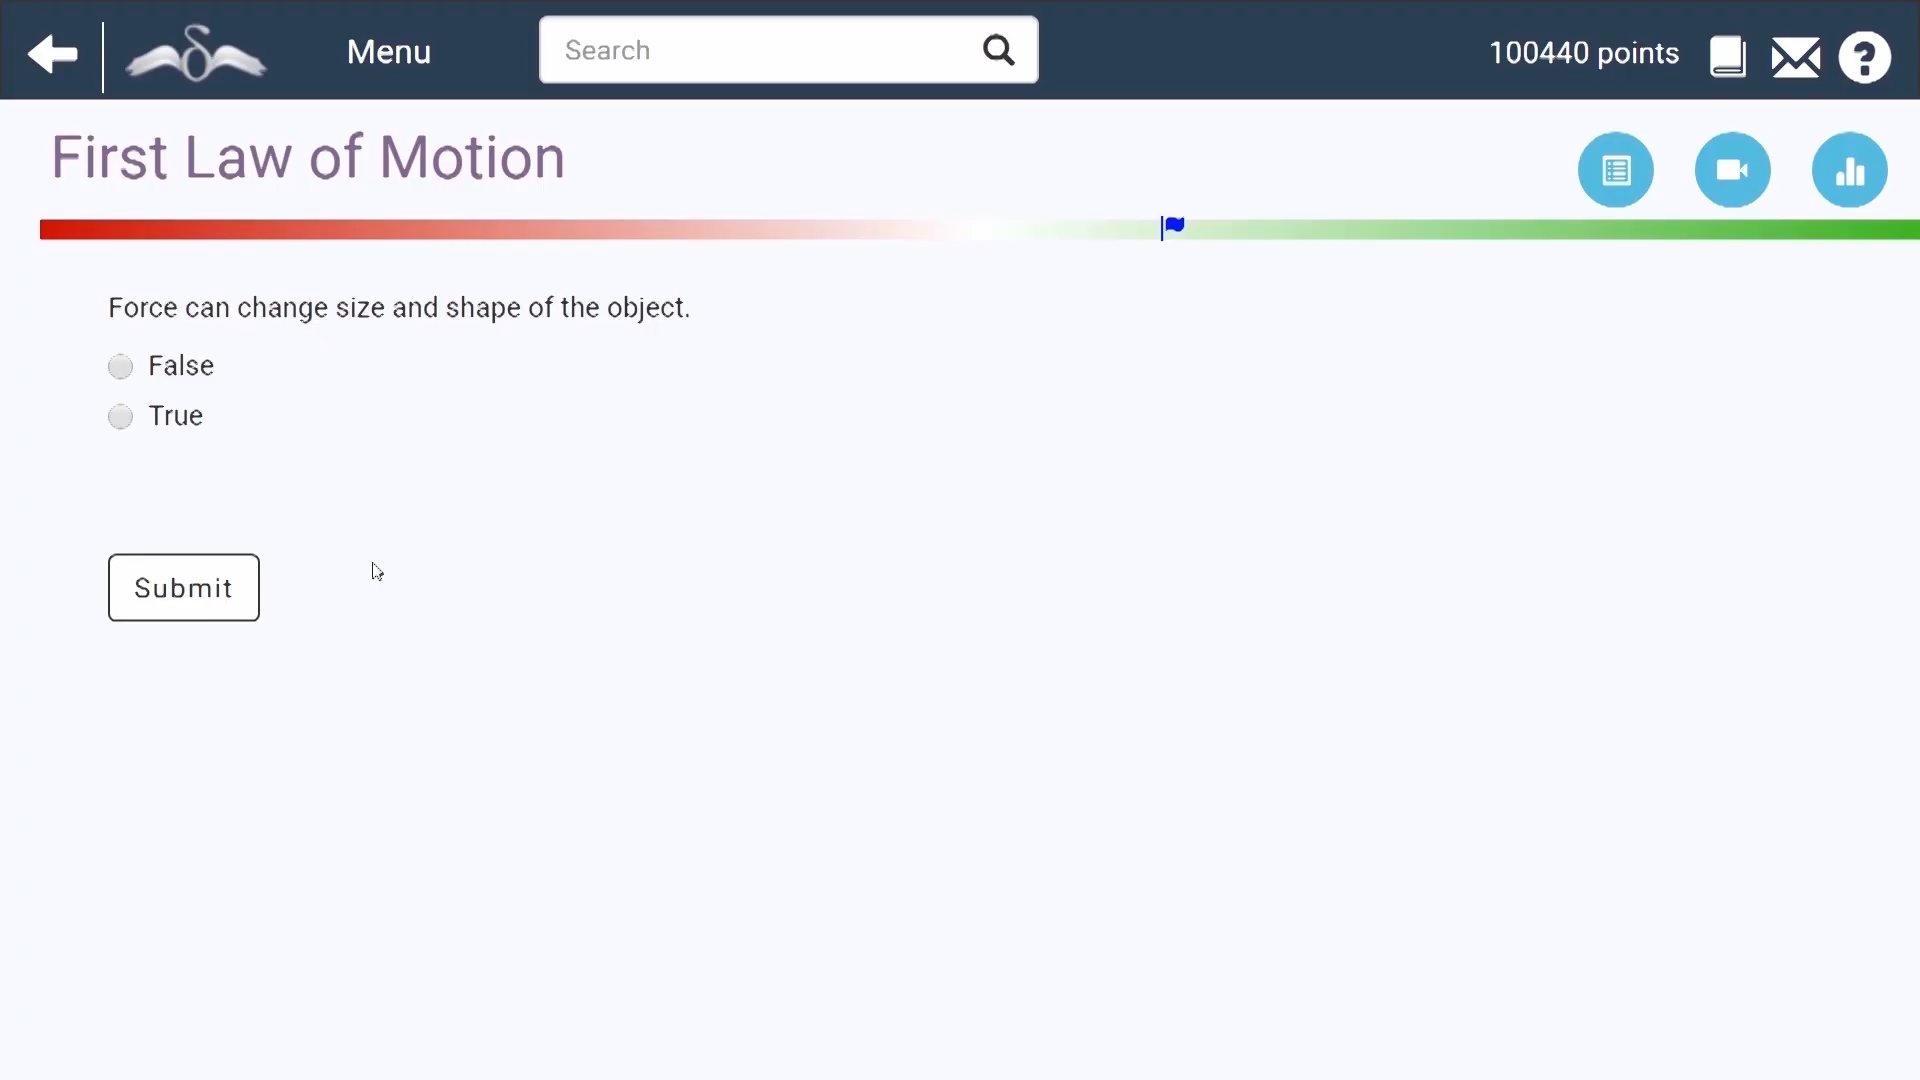 Menu
Search
100440 points
First Law of Motion
Force can change size and shape of the object.
False
True
Submit